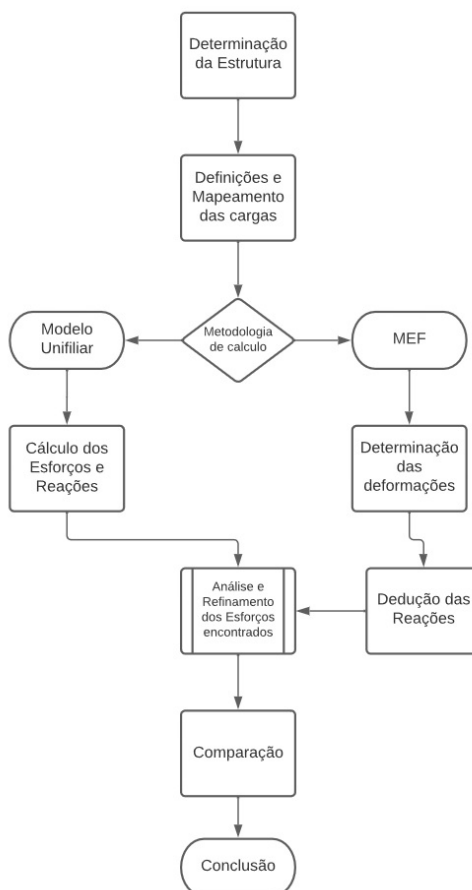 Determinação
da Estrutura
Definições e
Mapeamento
das cargas
Metodologia
de calculo
Modelo
Unifiliar
MEF
Cálculo dos
Esforços e
Reações
Determinação
das
deformações
Análise e
Refinamento
dos Esforços
encontrados
Dedução das
Reações
Comparação
Conclusão